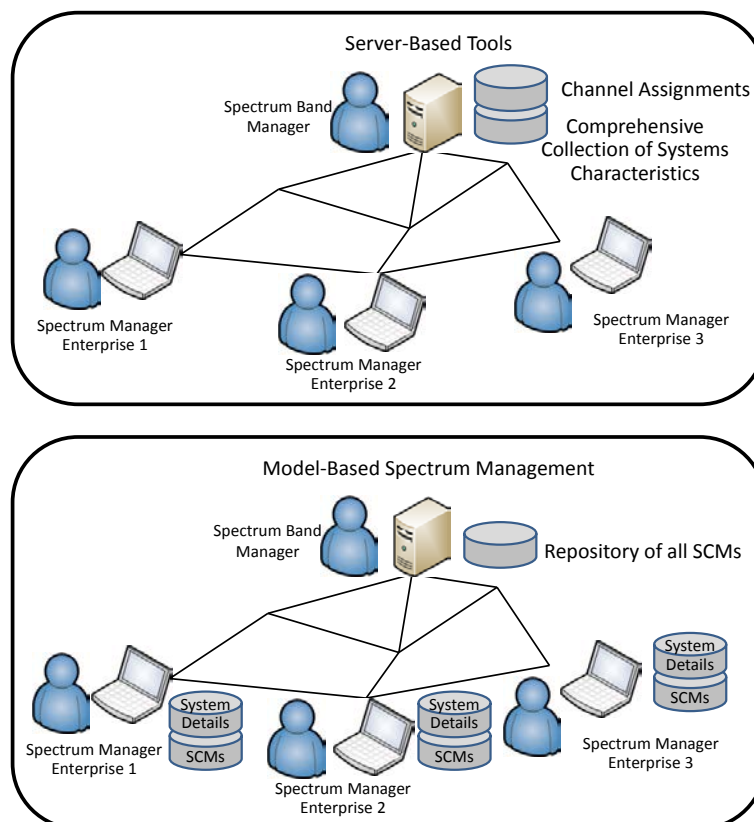 Server-Based Tools
Spectrum Band
Manager
Channel Assignments
Comprehensive
Collection of Systems
Characteristics
Spectrum Manager
Enterprise 1
Spectrum Manager
Enterprise 2
Spectrum Manager
Enterprise 3
Model-Based Spectrum Management
Spectrum Band
Manager
Repository of all SCMs
System
Details
SCMs
Spectrum Manager
Enterprise 1
System
Details
SCMs
Spectrum Manager
Enterprise 2
System
Details
SCMs
Spectrum Manager
Enterprise 3